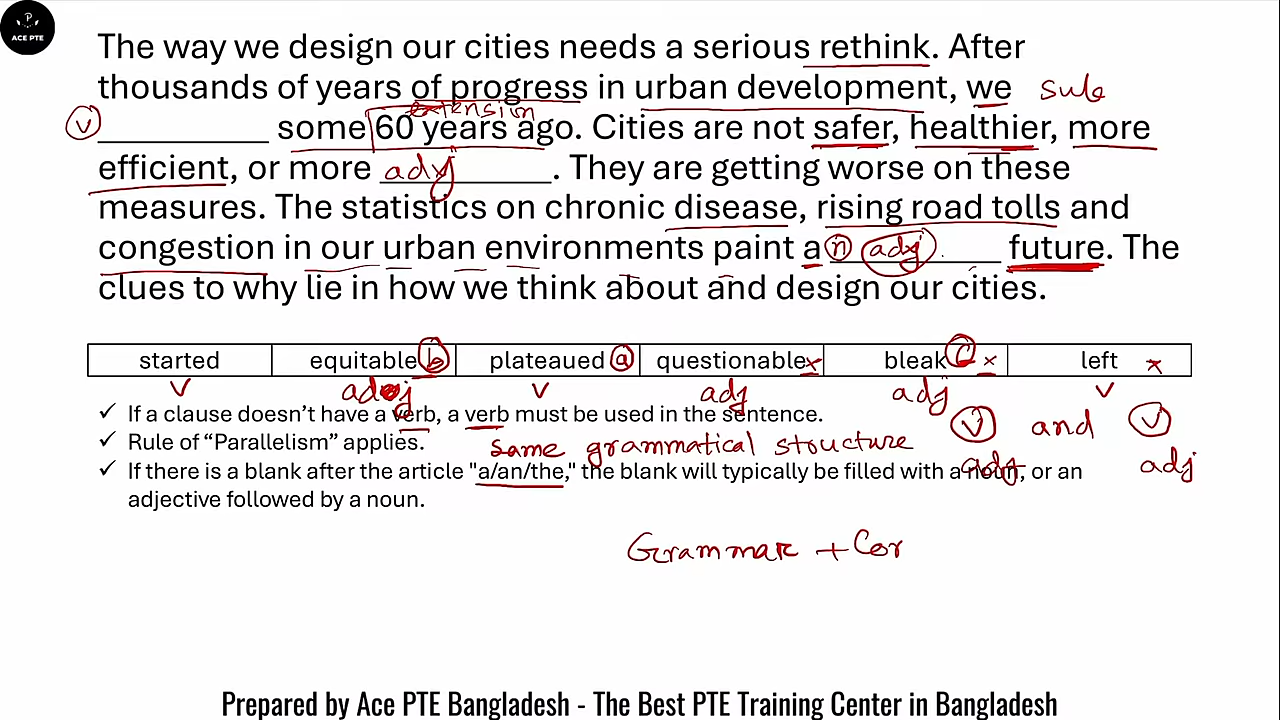 ACE PTE
The way we design our cities needs a serious rethink. After
thousands of years of progress in urban development, we sub
extension
v __________ some 60 years ago. Cities are not safer, healthier, more
efficient, or more adj __________. They are getting worse on these
measures. The statistics on chronic disease, rising road tolls and
congestion in our urban environments paint a n adj __________ future. The
clues to why lie in how we think about and design our cities.
started equitable b plateaued a questionable x bleak C x left x
v adj v adj adj v
✓ If a clause doesn't have a verb, a verb must be used in the sentence. v and v
✓ Rule of “Parallelism” applies. same grammatical structure
✓ If there is a blank after the article "a/an/the," the blank will typically be filled with a noun, or an adj adj
adjective followed by a noun.
Grammar + Cor
Prepared by Ace PTE Bangladesh - The Best PTE Training Center in Bangladesh